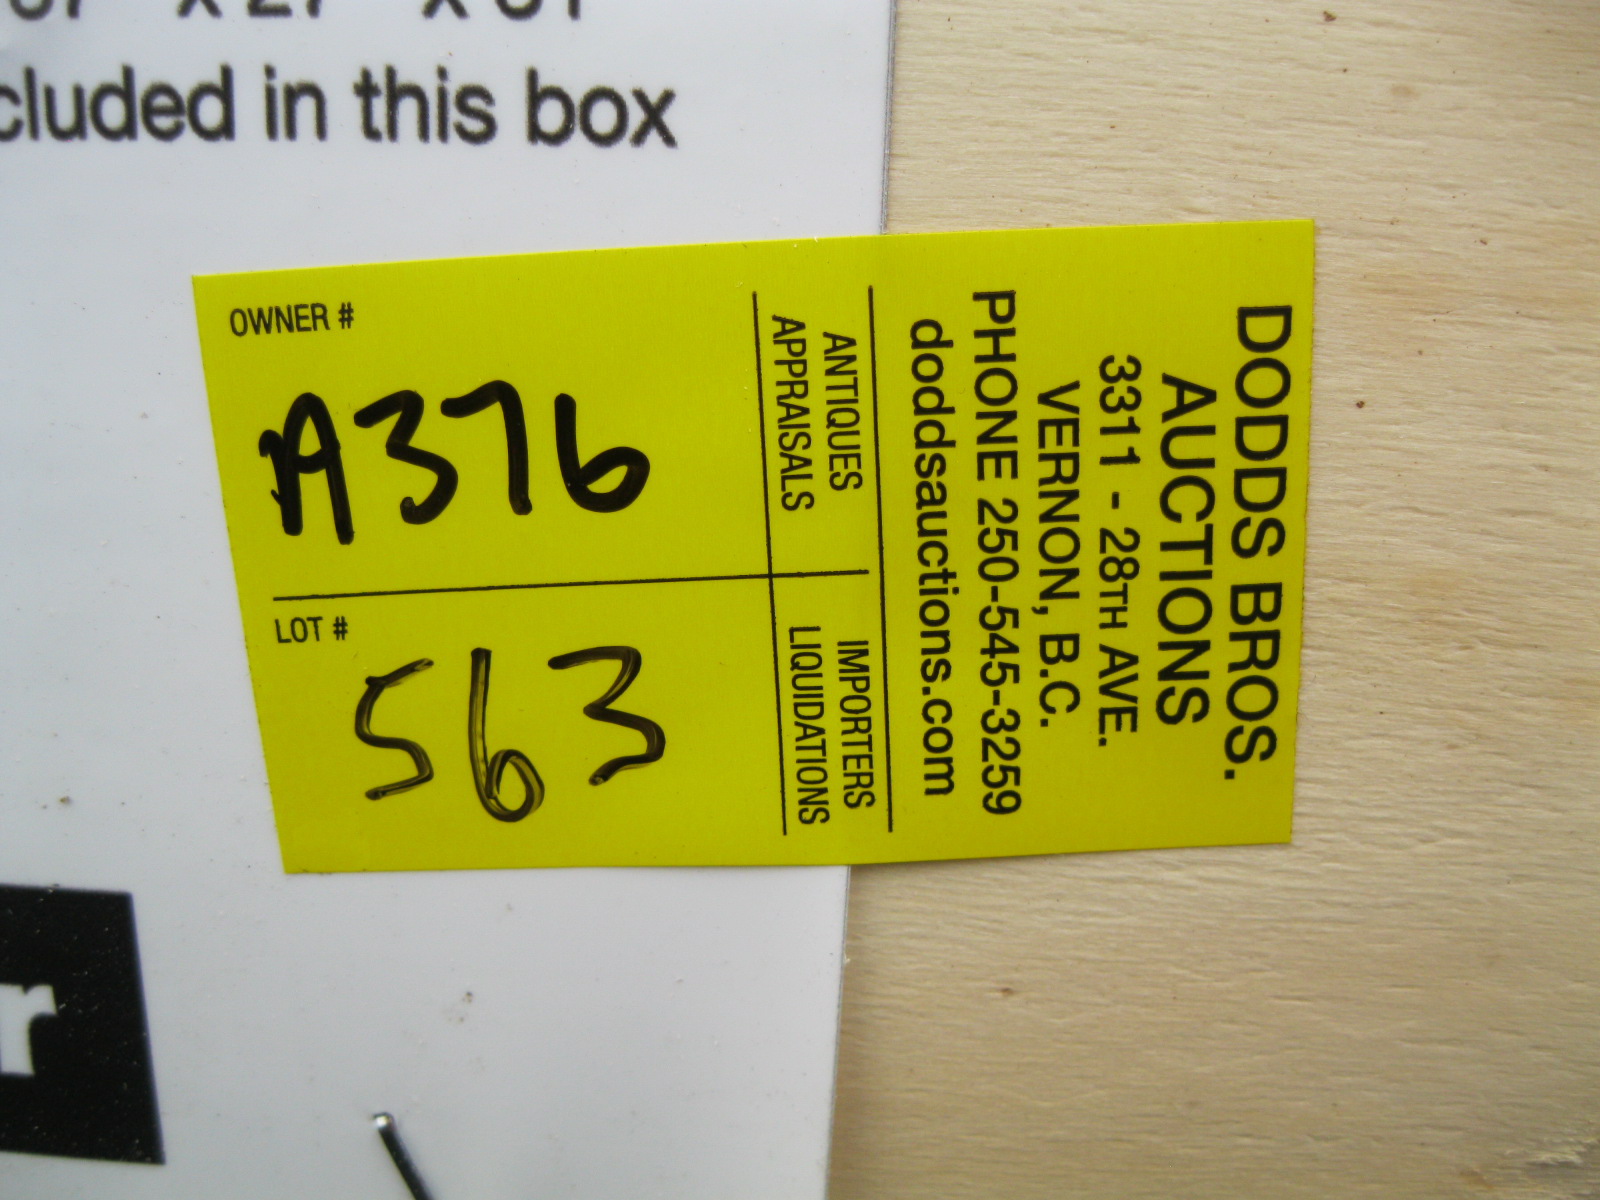 cluded in this box
OWNER #
A376
LOT #
563
DODDS BROS.
AUCTIONS
3311 - 28TH AVE.
VERNON, B.C.
PHONE 250-545-3259
doddsauctions.com
ANTIQUES
APPRAISALS
IMPORTERS
LIQUIDATIONS
r